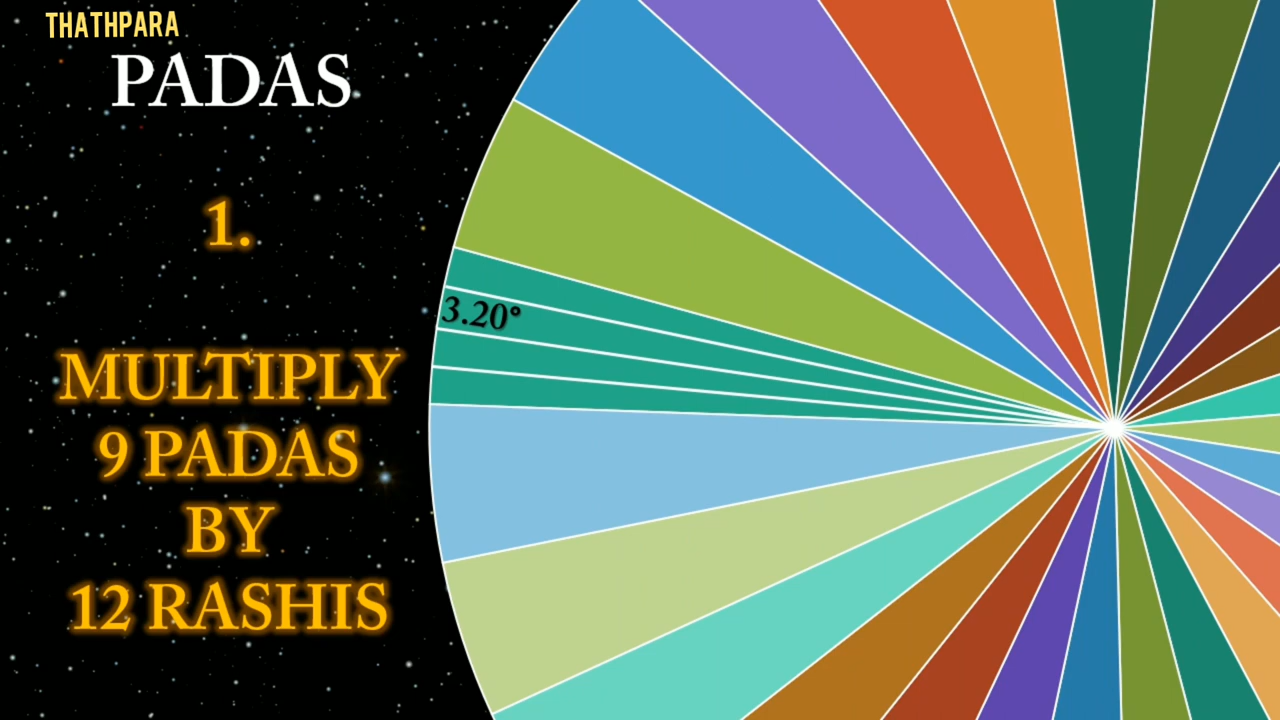 THATHPARA
PADAS
1.
3.20°
MULTIPLY
9 PADAS
BY
12 RASHIS